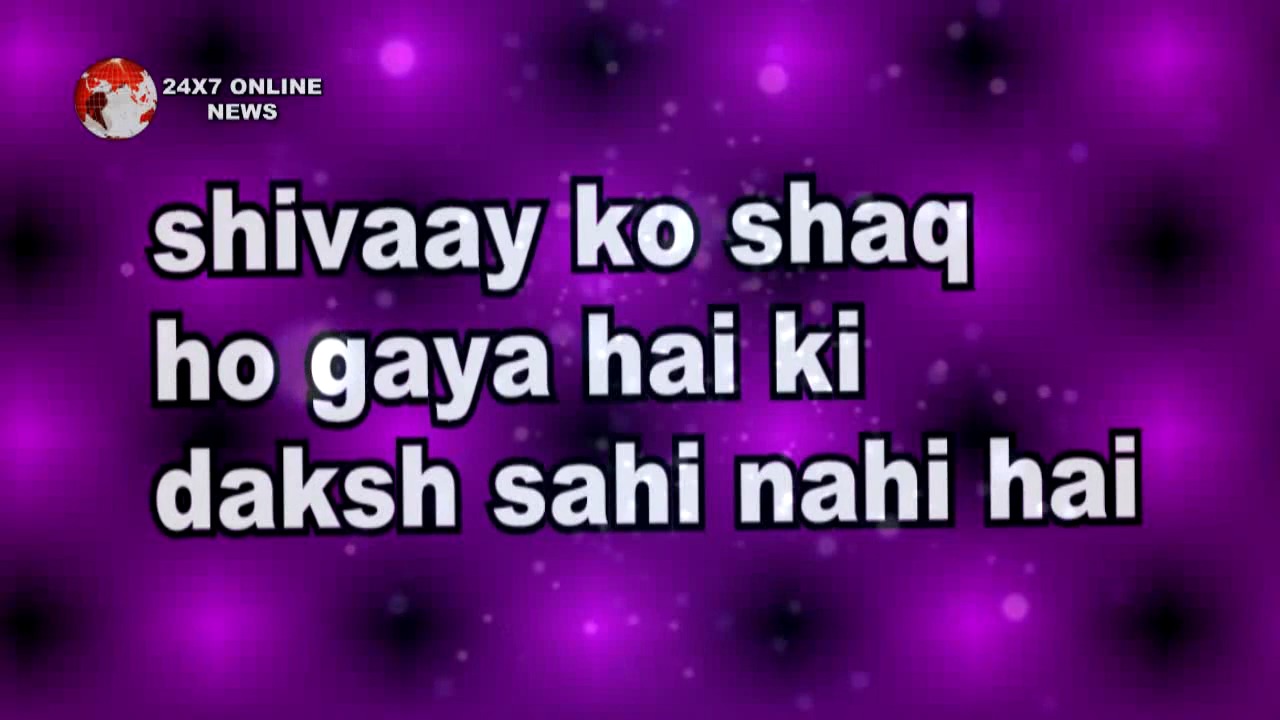 24X7 ONLINE
NEWS
shivaay ko shaq
ho gaya hai ki
daksh sahi nahi hai